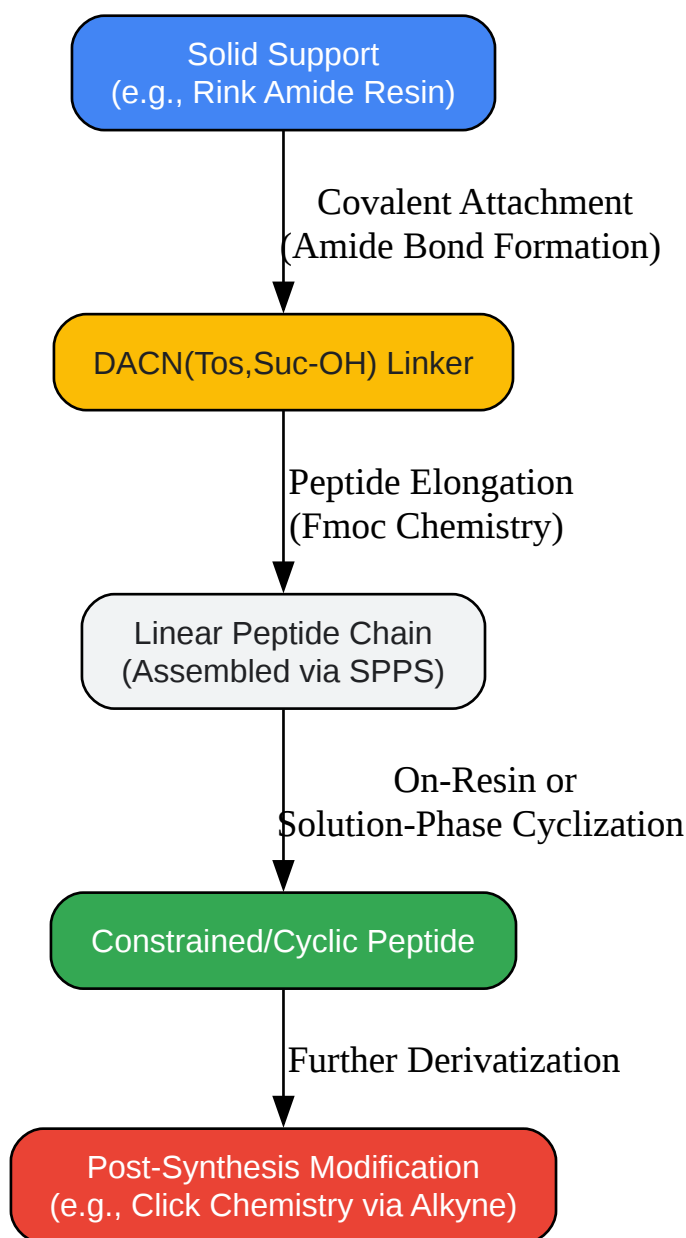 Solid Support
(e.g., Rink Amide Resin)
Covalent Attachment
(Amide Bond Formation)
DACN(Tos,Suc-OH) Linker
Peptide Elongation
(Fmoc Chemistry)
Linear Peptide Chain
(Assembled via SPPS)
On-Resin or
Solution-Phase Cyclization
Constrained/Cyclic Peptide
Further Derivatization
Post-Synthesis Modification
(e.g., Click Chemistry via Alkyne)